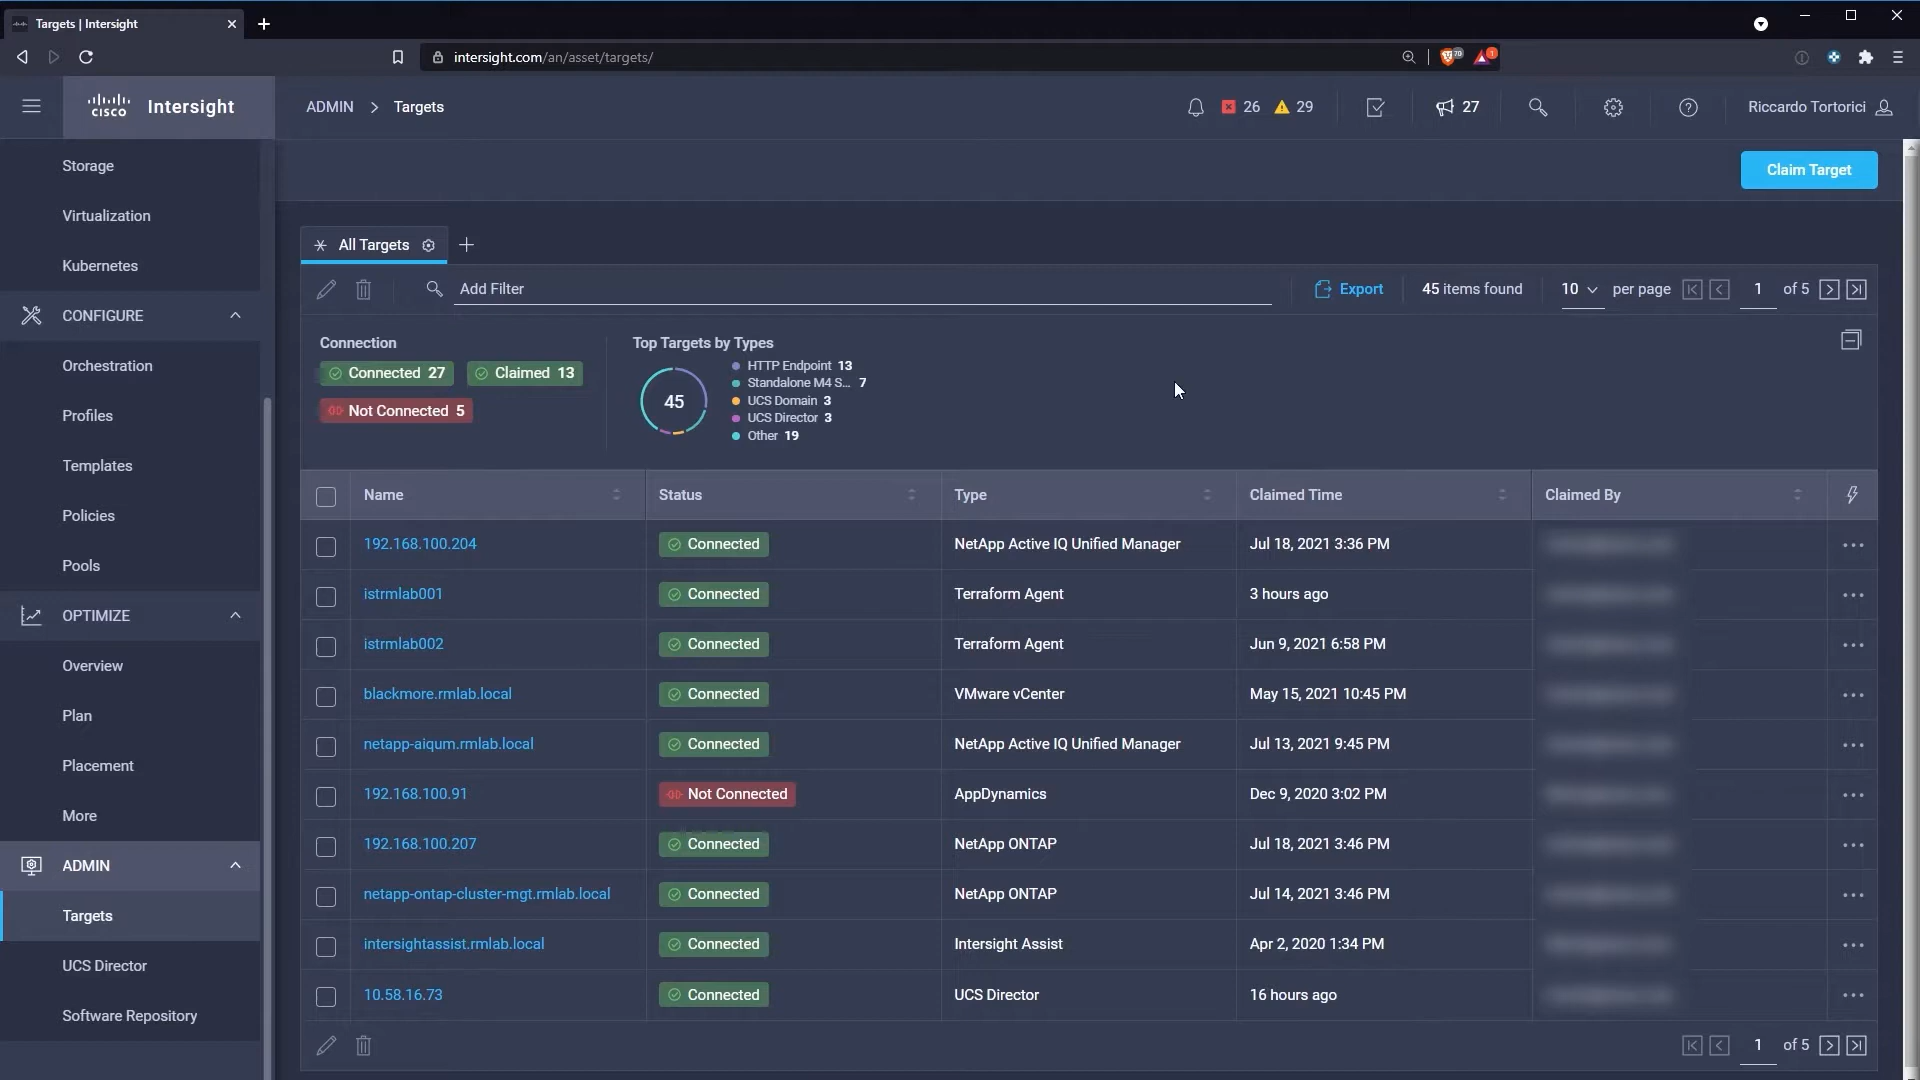 Targets | Intersight
intersight.com/an/asset/targets/
cisco Intersight
ADMIN > Targets
26 29 27
Riccardo Tortorici
Storage
Virtualization
Kubernetes
CONFIGURE
Orchestration
Profiles
Templates
Policies
Pools
OPTIMIZE
Overview
Plan
Placement
More
ADMIN
Targets
UCS Director
Software Repository
Claim Target
All Targets
Add Filter Export 45 items found 10 per page 1 of 5
Connection
Connected 27 Claimed 13
Not Connected 5
Top Targets by Types
45
HTTP Endpoint 13
Standalone M4 S... 7
UCS Domain 3
UCS Director 3
Other 19
Name Status Type Claimed Time Claimed By
192.168.100.204 Connected NetApp Active IQ Unified Manager Jul 18, 2021 3:36 PM
istrmlab001 Connected Terraform Agent 3 hours ago
istrmlab002 Connected Terraform Agent Jun 9, 2021 6:58 PM
blackmore.rmlab.local Connected VMware vCenter May 15, 2021 10:45 PM
netapp-aiqum.rmlab.local Connected NetApp Active IQ Unified Manager Jul 13, 2021 9:45 PM
192.168.100.91 Not Connected AppDynamics Dec 9, 2020 3:02 PM
192.168.100.207 Connected NetApp ONTAP Jul 18, 2021 3:46 PM
netapp-ontap-cluster-mgt.rmlab.local Connected NetApp ONTAP Jul 14, 2021 3:46 PM
intersightassist.rmlab.local Connected Intersight Assist Apr 2, 2020 1:34 PM
10.58.16.73 Connected UCS Director 16 hours ago
1 of 5